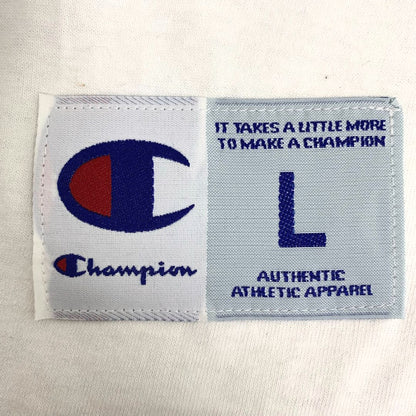 Champion
IT TAKES A LITTLE MORE
TO MAKE A CHAMPION
L
AUTHENTIC
ATHLETIC APPAREL